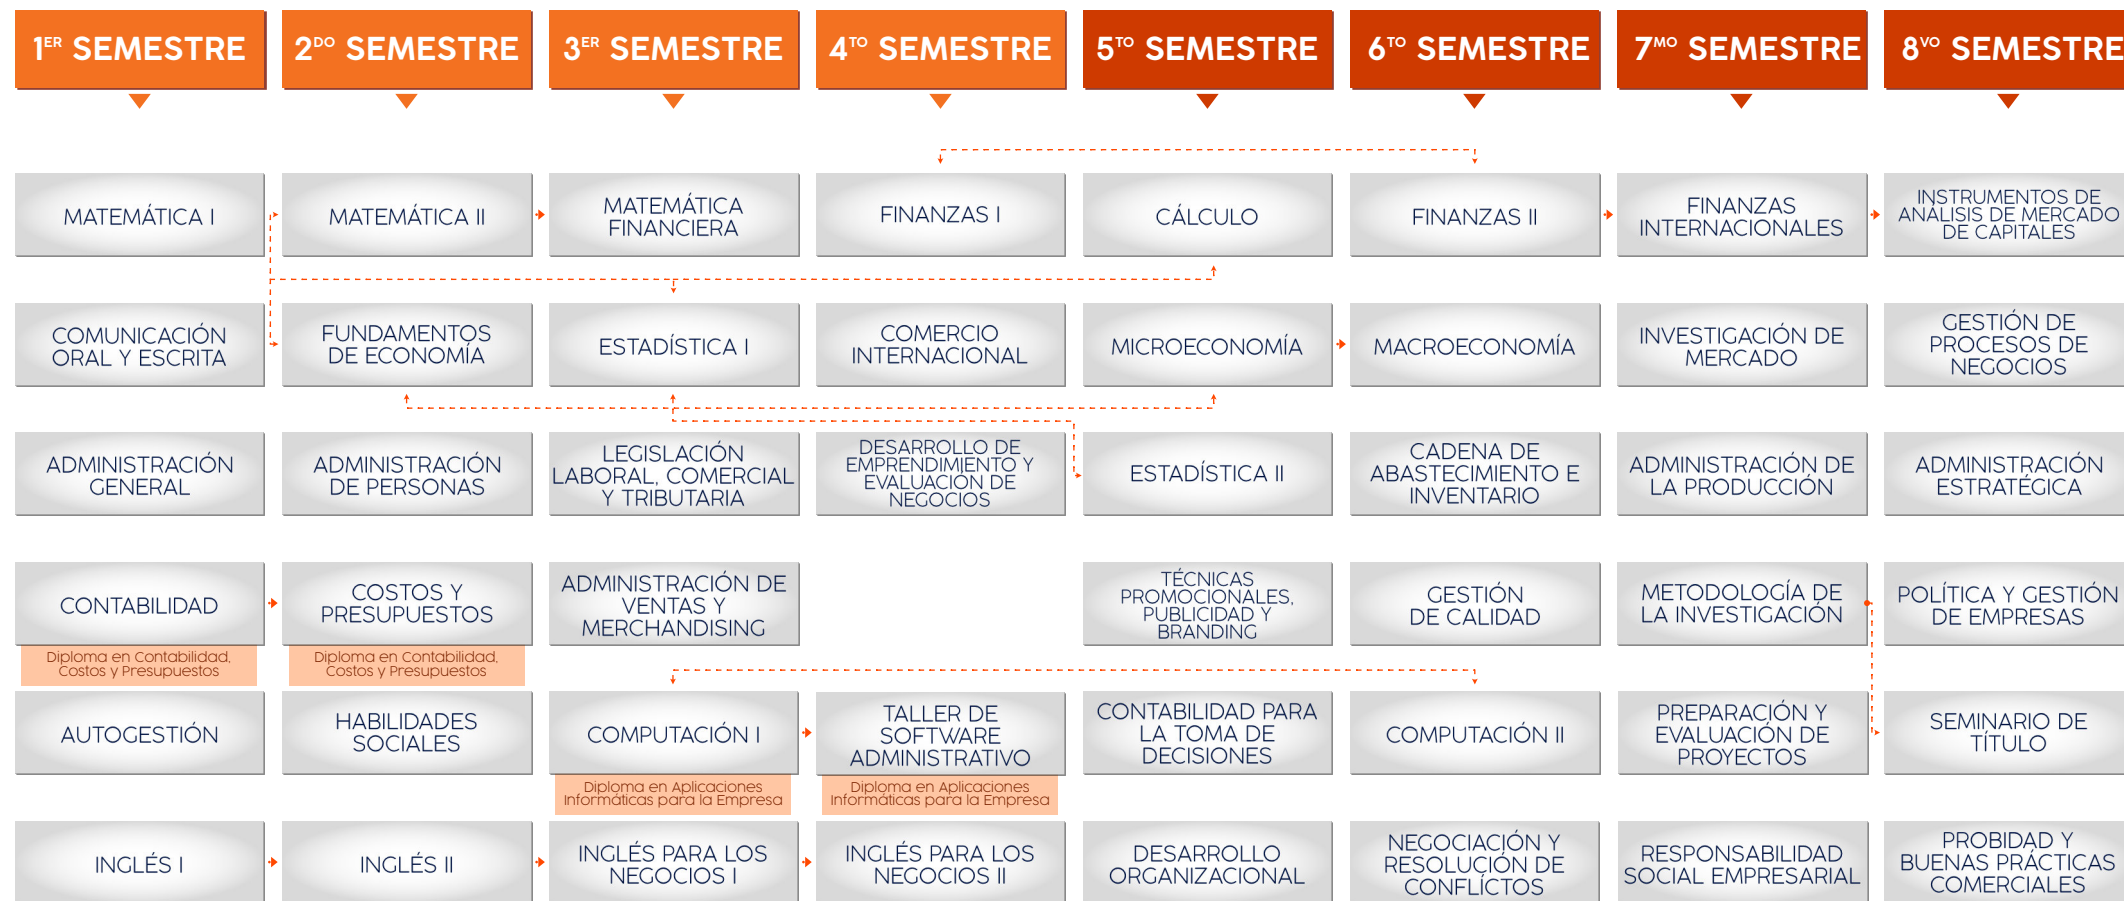 1ER SEMESTRE
2DO SEMESTRE
3ER SEMESTRE
4TO SEMESTRE
5TO SEMESTRE
6TO SEMESTRE
7MO SEMESTRE
8VO SEMESTRE
MATEMÁTICA I
MATEMÁTICA II
MATEMÁTICA
FINANCIERA
FINANZAS I
CÁLCULO
FINANZAS II
FINANZAS
INTERNACIONALES
INSTRUMENTOS DE
ANÁLISIS DE MERCADO
DE CAPITALES
COMUNICACIÓN
ORAL Y ESCRITA
FUNDAMENTOS
DE ECONOMÍA
ESTADÍSTICA I
COMERCIO
INTERNACIONAL
MICROECONOMÍA
MACROECONOMÍA
INVESTIGACIÓN DE
MERCADO
GESTIÓN DE
PROCESOS DE
NEGOCIOS
ADMINISTRACIÓN
GENERAL
ADMINISTRACIÓN
DE PERSONAS
LEGISLACIÓN
LABORAL, COMERCIAL
Y TRIBUTARIA
DESARROLLO DE
EMPRENDIMIENTO Y
EVALUACIÓN DE
NEGOCIOS
ESTADÍSTICA II
CADENA DE
ABASTECIMIENTO E
INVENTARIO
ADMINISTRACIÓN DE
LA PRODUCCIÓN
ADMINISTRACIÓN
ESTRATÉGICA
CONTABILIDAD
Diploma en Contabilidad,
Costos y Presupuestos
COSTOS Y
PRESUPUESTOS
Diploma en Contabilidad,
Costos y Presupuestos
ADMINISTRACIÓN DE
VENTAS Y
MERCHANDISING
TÉCNICAS
PROMOCIONALES,
PUBLICIDAD Y
BRANDING
GESTIÓN
DE CALIDAD
METODOLOGÍA DE
LA INVESTIGACIÓN
POLÍTICA Y GESTIÓN
DE EMPRESAS
AUTOGESTIÓN
HABILIDADES
SOCIALES
COMPUTACIÓN I
Diploma en Aplicaciones
Informáticas para la Empresa
TALLER DE
SOFTWARE
ADMINISTRATIVO
Diploma en Aplicaciones
Informáticas para la Empresa
CONTABILIDAD PARA
LA TOMA DE
DECISIONES
COMPUTACIÓN II
PREPARACIÓN Y
EVALUACIÓN DE
PROYECTOS
SEMINARIO DE
TÍTULO
INGLÉS I
INGLÉS II
INGLÉS PARA LOS
NEGOCIOS I
INGLÉS PARA LOS
NEGOCIOS II
DESARROLLO
ORGANIZACIONAL
NEGOCIACIÓN Y
RESOLUCIÓN DE
CONFLÍCTOS
RESPONSABILIDAD
SOCIAL EMPRESARIAL
PROBIDAD Y
BUENAS PRÁCTICAS
COMERCIALES